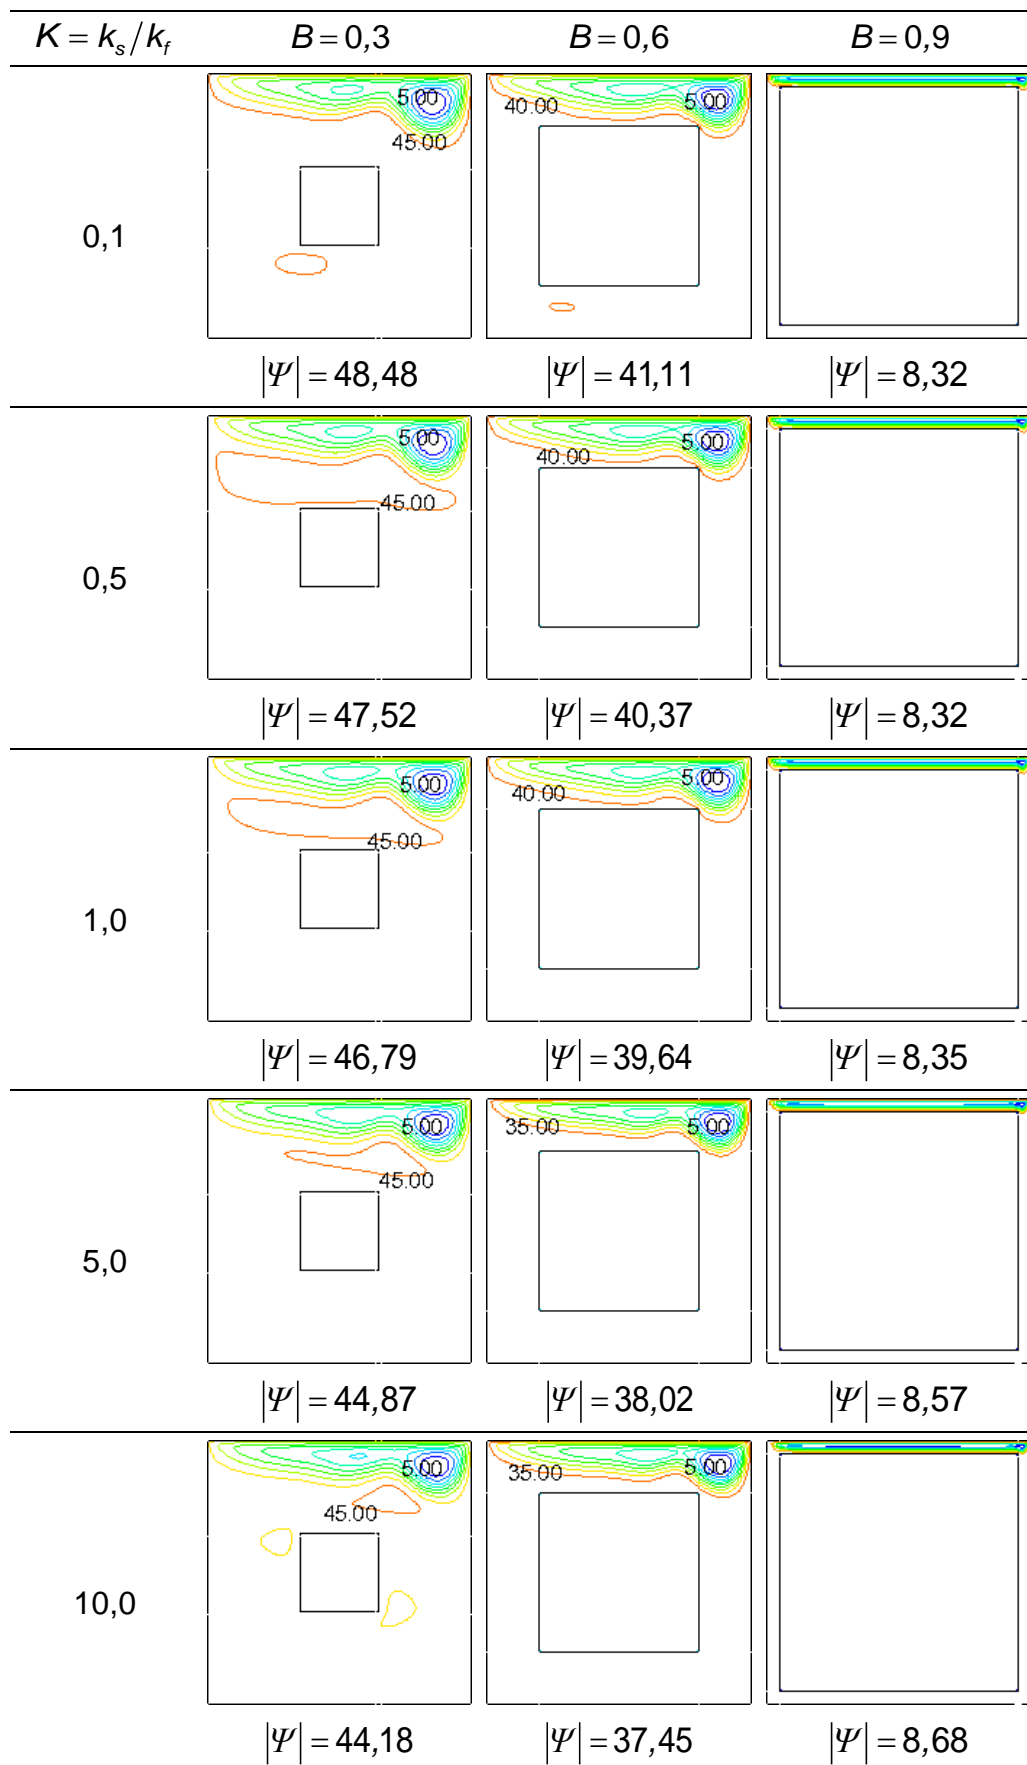 K = ks/kf B = 0,3 B = 0,6 B = 0,9
5.00 45.00 40.00 5.00
0,1
|Ψ| = 48,48 |Ψ| = 41,11 |Ψ| = 8,32
5.00 45.00 40.00 5.00
0,5
|Ψ| = 47,52 |Ψ| = 40,37 |Ψ| = 8,32
5.00 45.00 40.00 5.00
1,0
|Ψ| = 46,79 |Ψ| = 39,64 |Ψ| = 8,35
5.00 45.00 35.00 5.00
5,0
|Ψ| = 44,87 |Ψ| = 38,02 |Ψ| = 8,57
5.00 45.00 35.00 5.00
10,0
|Ψ| = 44,18 |Ψ| = 37,45 |Ψ| = 8,68